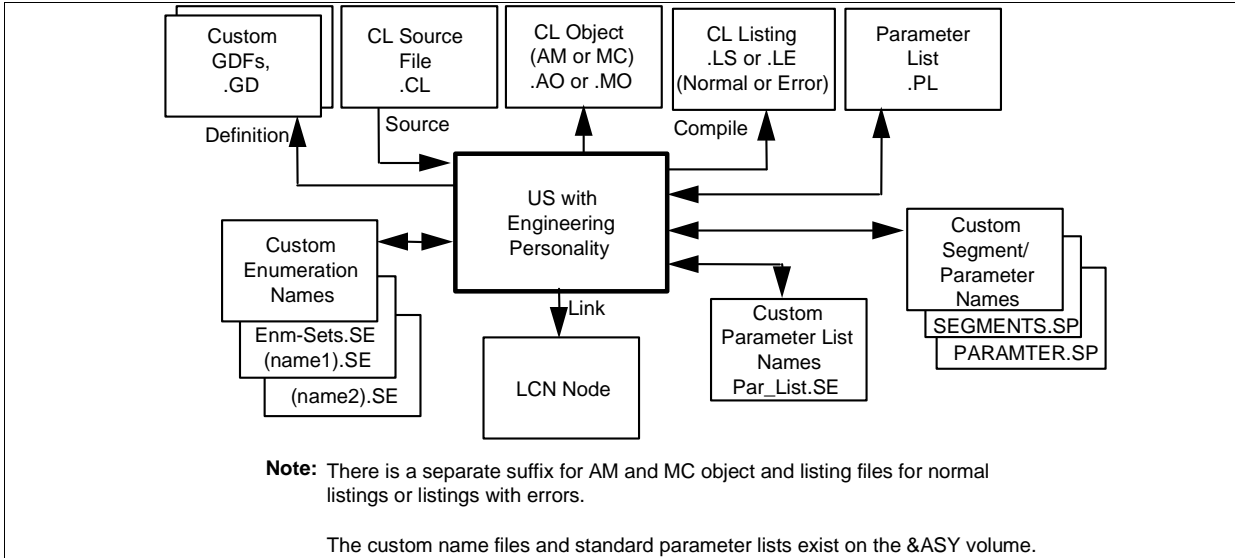 Custom
GDFs,
.GD
CL Source
File
.CL
CL Object
(AM or MC)
.AO or .MO
CL Listing
.LS or .LE
(Normal or Error)
Parameter
List
.PL
Definition
Source
Compile
US with
Engineering
Personality
Custom
Enumeration
Names
Enm-Sets.SE
(name1).SE
(name2).SE
Link
LCN Node
Custom
Parameter List
Names
Par_List.SE
Custom
Segment/
Parameter
Names
SEGMENTS.SP
PARAMTER.SP
Note: There is a separate suffix for AM and MC object and listing files for normal
listings or listings with errors.
The custom name files and standard parameter lists exist on the &ASY volume.